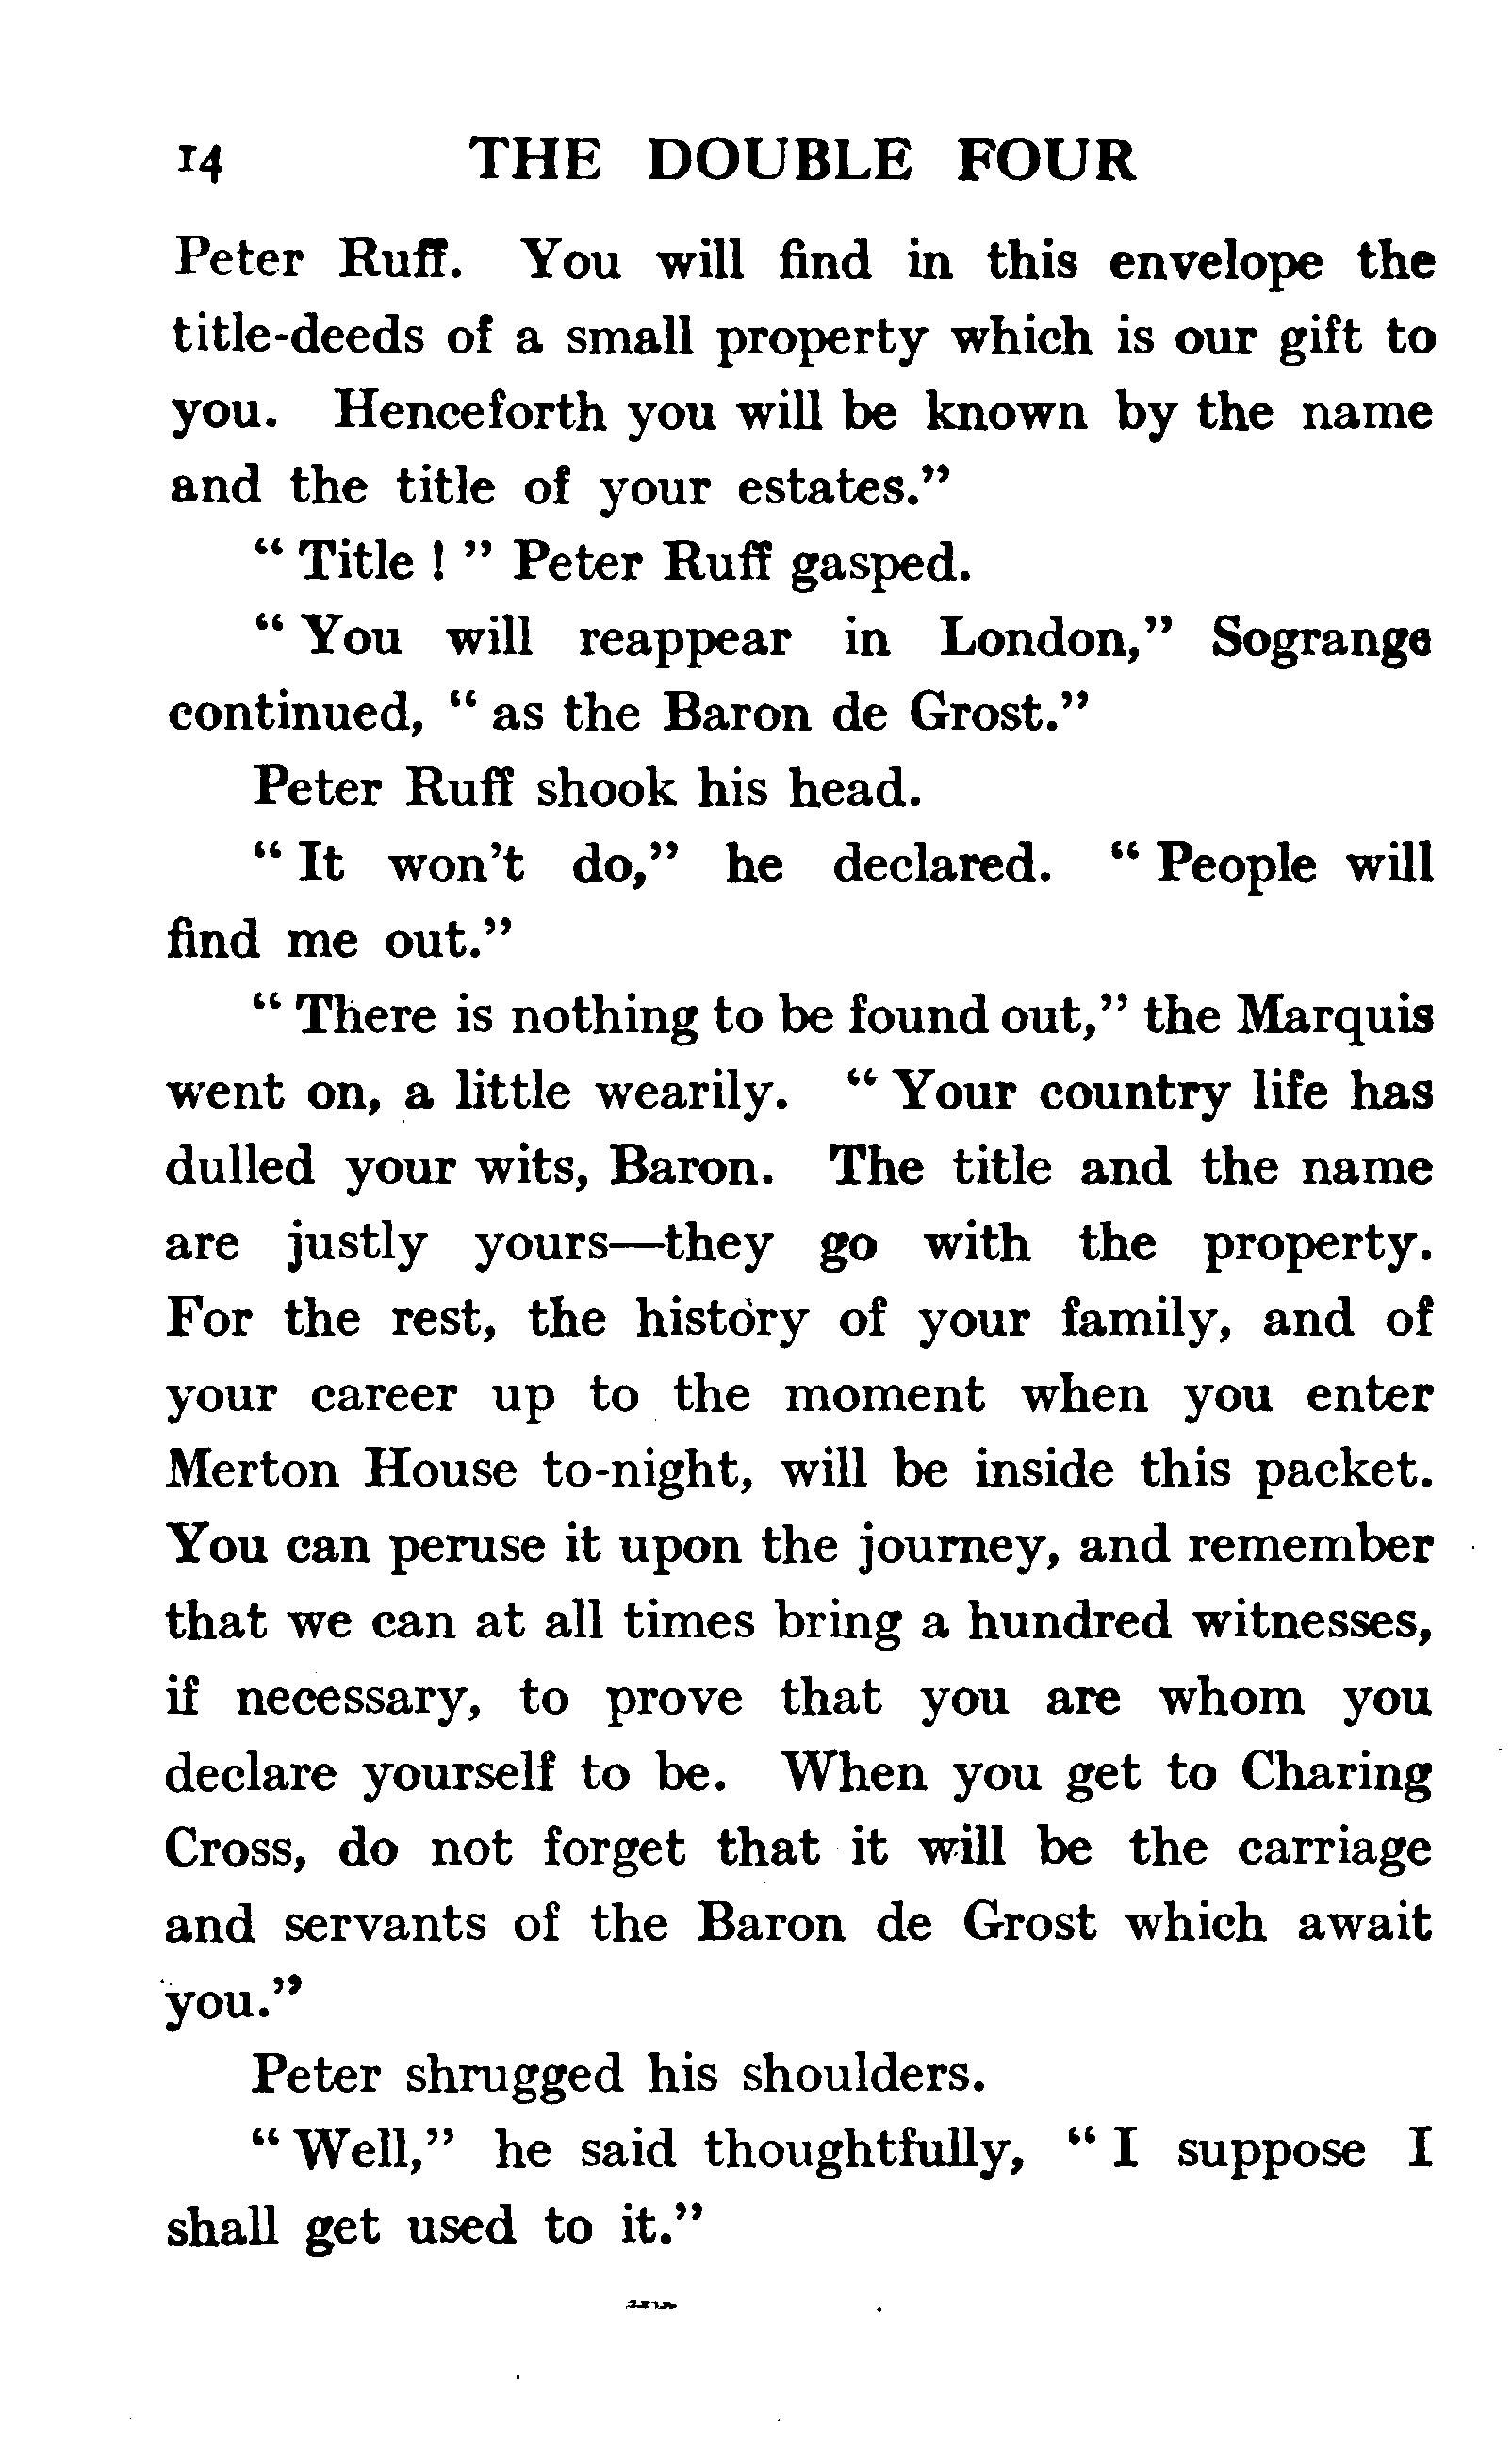 14 THE DOUBLE FOUR
Peter Ruff. You will find in this envelope the
title-deeds of a small property which is our gift to
you. Henceforth you will be known by the name
and the title of your estates."
"Title!" Peter Ruff gasped.
"You will reappear in London," Sogrange
continued, "as the Baron de Grost."
Peter Ruff shook his head.
"It won't do," he declared. "People will
find me out."
"There is nothing to be found out," the Marquis
went on, a little wearily. "Your country life has
dulled your wits, Baron. The title and the name
are justly yours—they go with the property.
For the rest, the history of your family, and of
your career up to the moment when you enter
Merton House to-night, will be inside this packet.
You can peruse it upon the journey, and remember
that we can at all times bring a hundred witnesses,
if necessary, to prove that you are whom you
declare yourself to be. When you get to Charing
Cross, do not forget that it will be the carriage
and servants of the Baron de Grost which await
you."
Peter shrugged his shoulders.
"Well," he said thoughtfully, "I suppose I
shall get used to it."